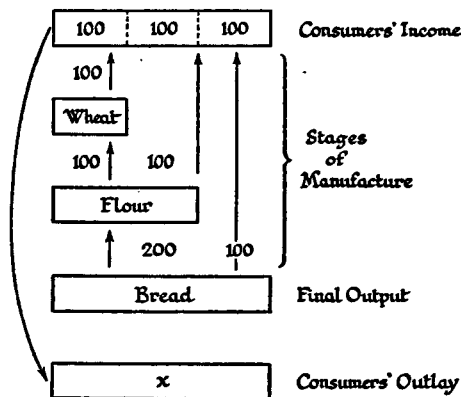 100 100 100 Consumers' Income
100
Wheat
Stages
of
Manufacture
100 100
Flour
200 100
Bread Final Output
x Consumers' Outlay